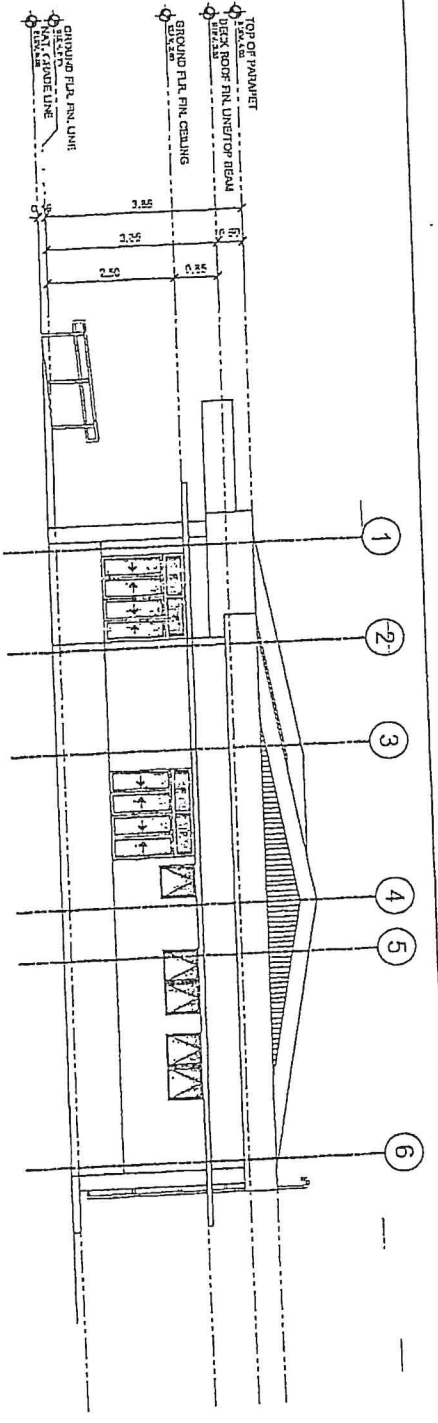 TOP OF PARAPET
DECK ROOF FIN. LINE/TOP BEAM
GROUND FLR. FIN. CEILING
GROUND FLR. FIN. LINE
NAT. GRADE LINE
3.85
3.35
2.50
0.85
1
2
3
4
5
6